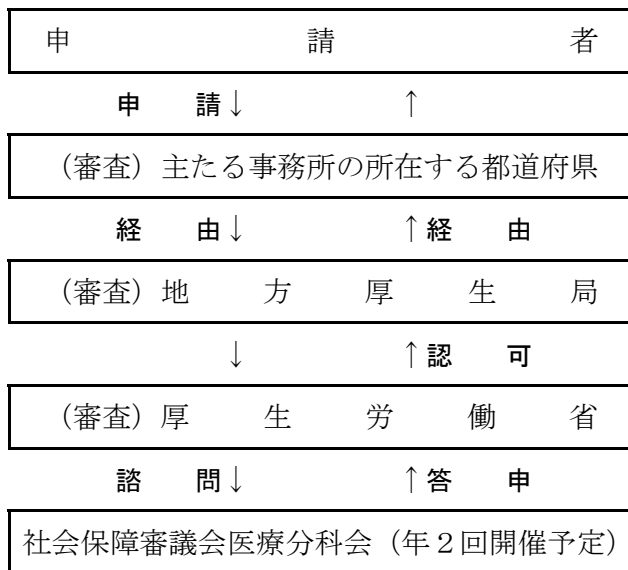 申請者
申請↓ ↑
（審査）主たる事務所の所在する都道府県
経由↓ ↑経由
（審査）地方厚生局
↓ ↑認可
（審査）厚生労働省
諮問↓ ↑答申
社会保障審議会医療分科会（年２回開催予定）